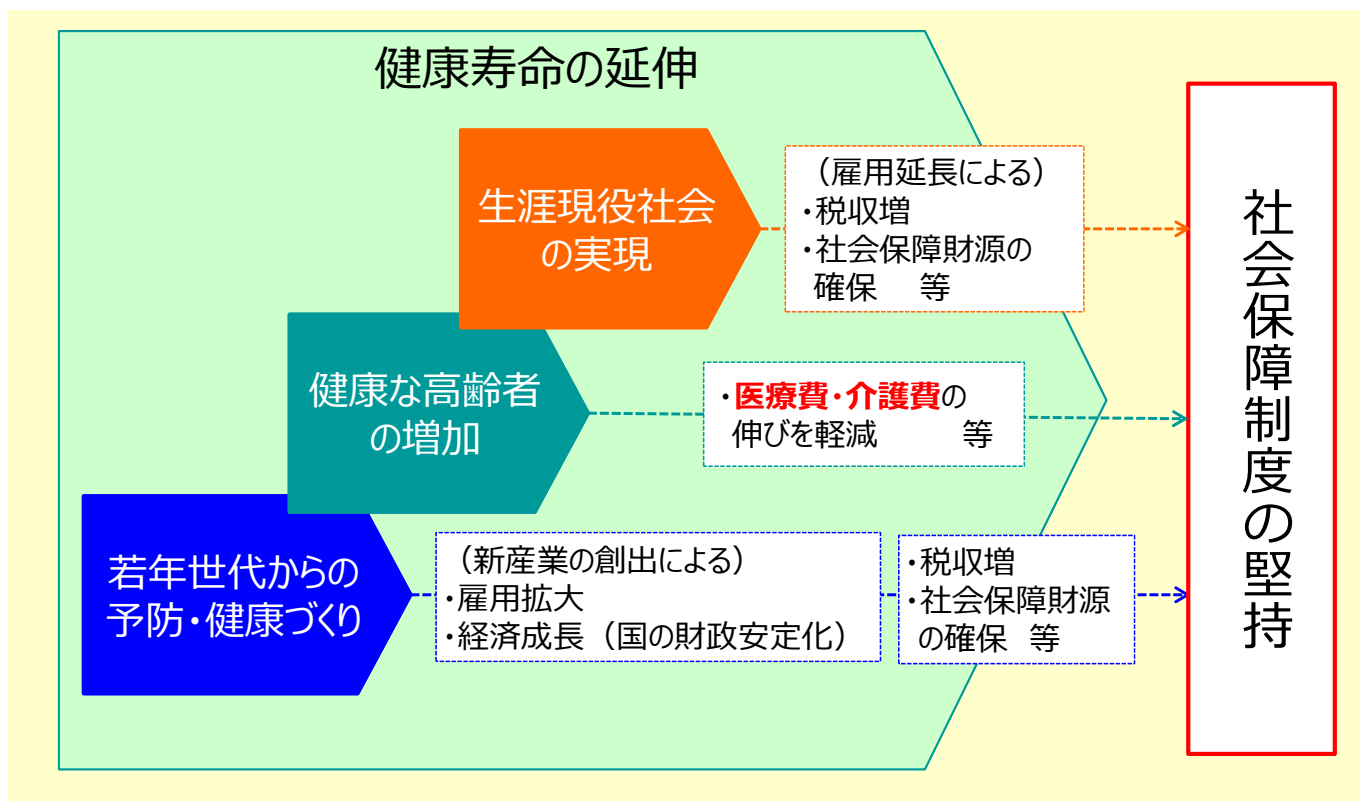 健康寿命の延伸
生涯現役社会
の実現
（雇用延長による）
・税収増
・社会保障財源の
確保　等
健康な高齢者
の増加
・医療費・介護費の
伸びを軽減　等
若年世代からの
予防・健康づくり
（新産業の創出による）
・雇用拡大
・経済成長（国の財政安定化）
・税収増
・社会保障財源
の確保　等
社会保障制度の堅持